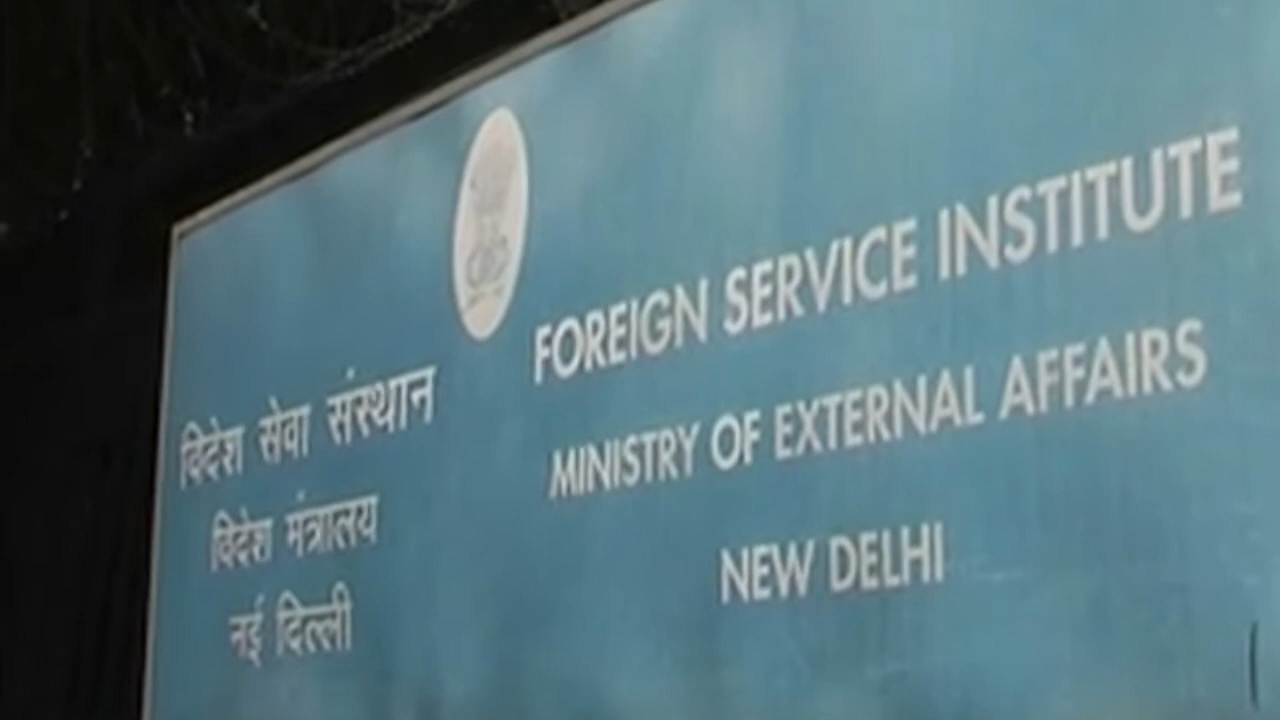 विदेश सेवा संस्थान
विदेश मंत्रालय
नई दिल्ली
FOREIGN SERVICE INSTITUTE
MINISTRY OF EXTERNAL AFFAIRS
NEW DELHI